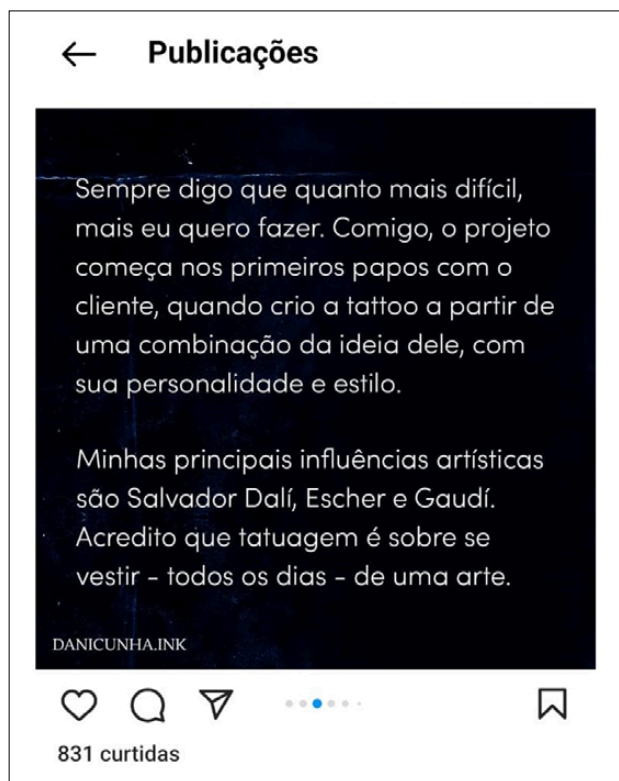 Publicações
Sempre digo que quanto mais difícil,
mais eu quero fazer. Comigo, o projeto
começa nos primeiros papos com o
cliente, quando crio a tattoo a partir de
uma combinação da ideia dele, com
sua personalidade e estilo.
Minhas principais influências artísticas
são Salvador Dalí, Escher e Gaudí.
Acredito que tatuagem é sobre se
vestir - todos os dias - de uma arte.
DANICUNHA.INK
831 curtidas